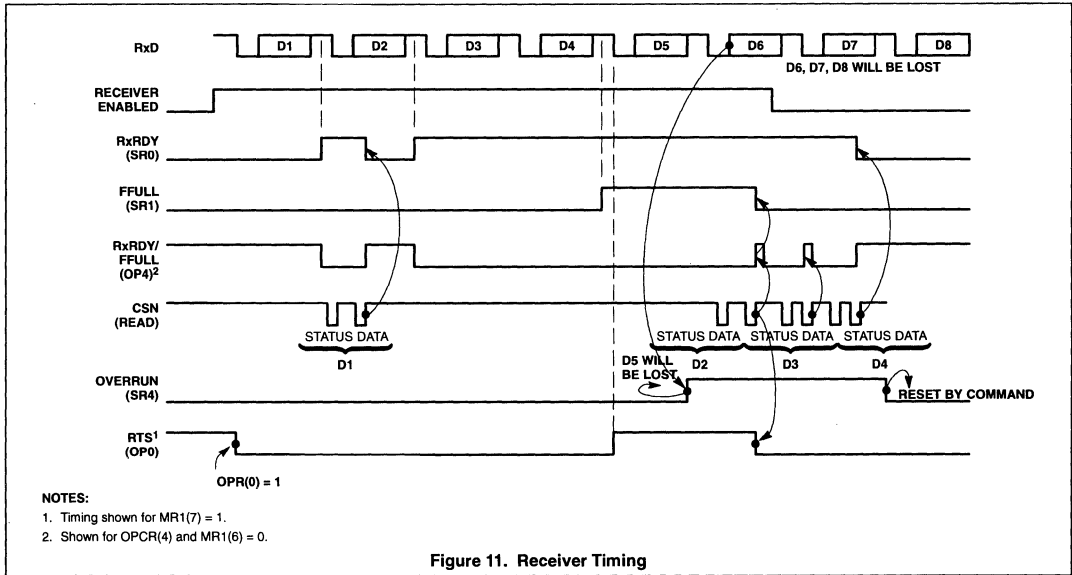 RxD
D1 D2 D3 D4 D5 D6 D7 D8
D6, D7, D8 WILL BE LOST
RECEIVER
ENABLED
RxRDY
(SR0)
FFULL
(SR1)
RxRDY/
FFULL
(OP4)²
CSN
(READ)
STATUS DATA STATUS DATA STATUS DATA STATUS DATA
D1 D2 D3 D4
D5 WILL
BE LOST
OVERRUN
(SR4)
RESET BY COMMAND
RTS¹
(OP0)
OPR(0) = 1
NOTES:
1. Timing shown for MR1(7) = 1.
2. Shown for OPCR(4) and MR1(6) = 0.
Figure 11. Receiver Timing